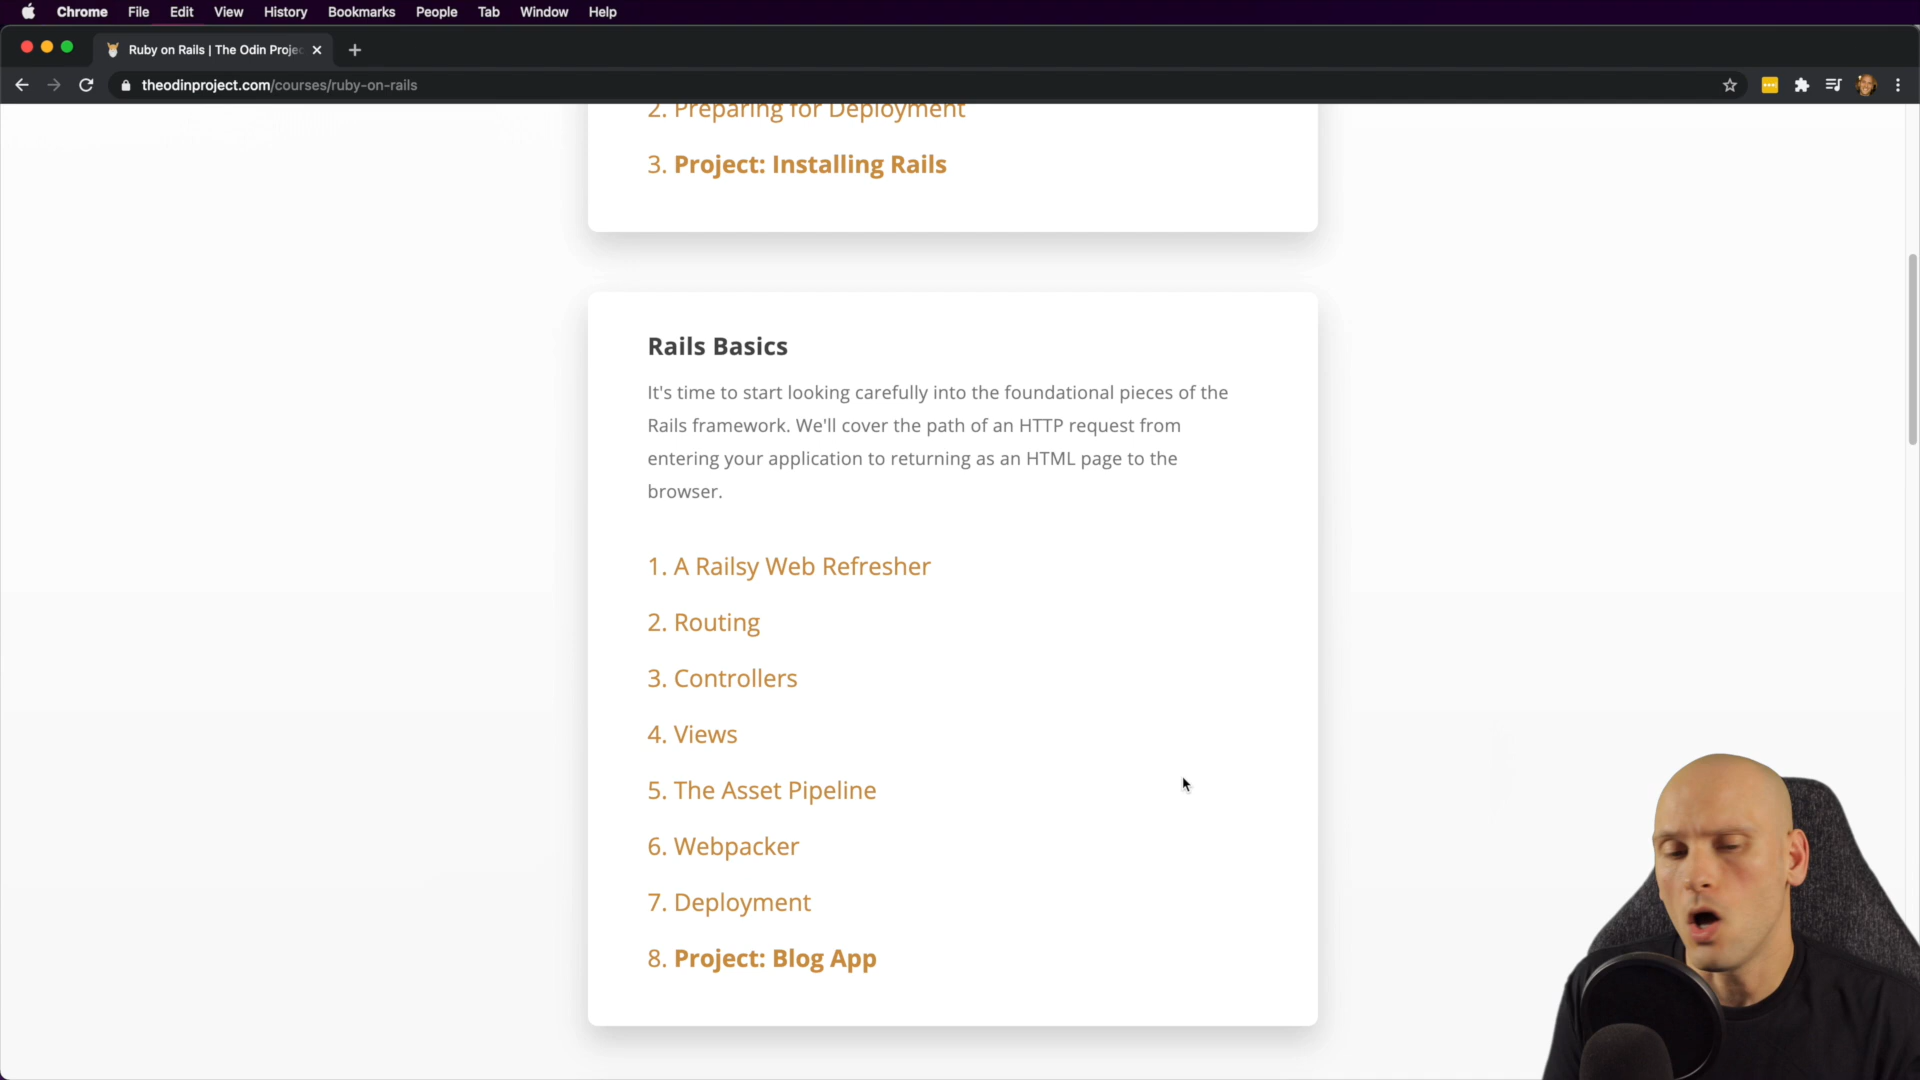 Chrome File Edit View History Bookmarks People Tab Window Help
Ruby on Rails | The Odin Projec
theodinproject.com/courses/ruby-on-rails
2. Preparing for Deployment
3. Project: Installing Rails
Rails Basics
It's time to start looking carefully into the foundational pieces of the
Rails framework. We'll cover the path of an HTTP request from
entering your application to returning as an HTML page to the
browser.
1. A Railsy Web Refresher
2. Routing
3. Controllers
4. Views
5. The Asset Pipeline
6. Webpacker
7. Deployment
8. Project: Blog App